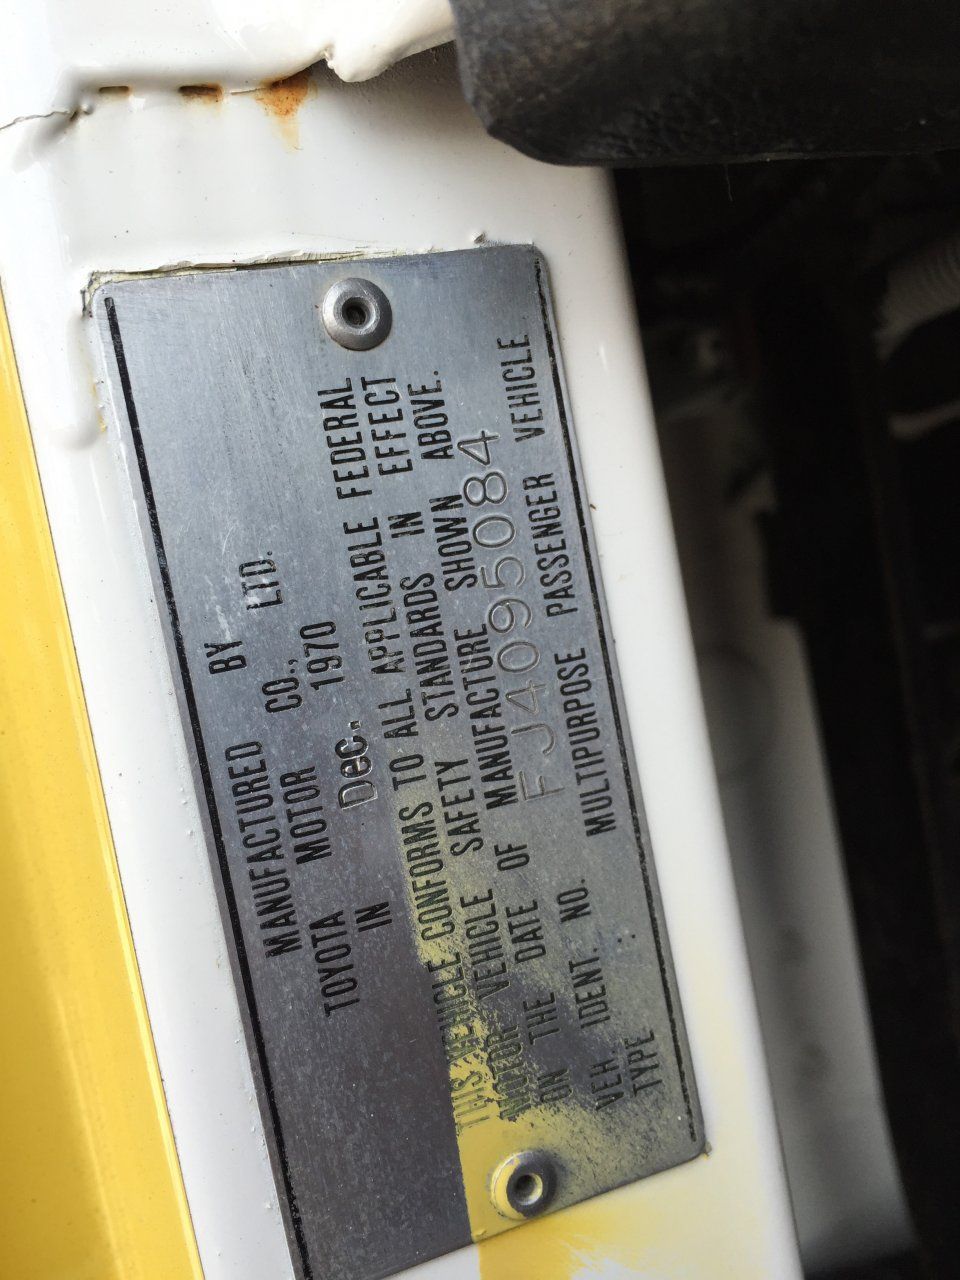 MANUFACTURED BY
TOYOTA MOTOR CO., LTD.
IN Dec. 1970
THIS VEHICLE CONFORMS TO ALL APPLICABLE FEDERAL
MOTOR VEHICLE SAFETY STANDARDS IN EFFECT
ON THE DATE OF MANUFACTURE SHOWN ABOVE.
VEH. IDENT. NO. FJ4095084
TYPE : MULTIPURPOSE PASSENGER VEHICLE